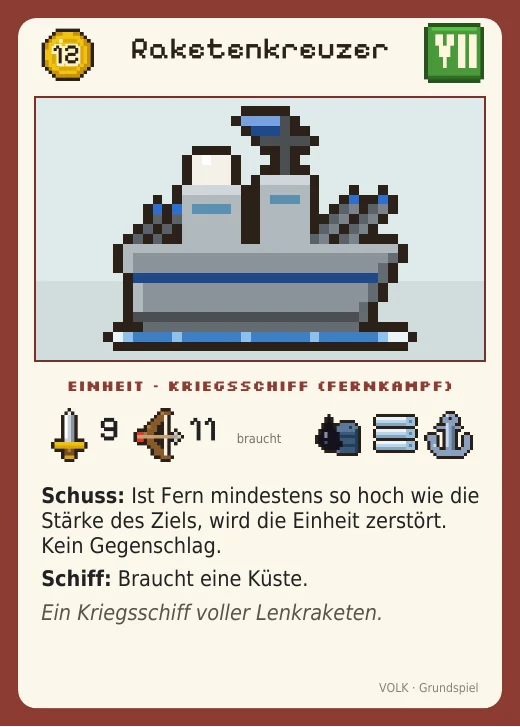 12
Raketenkreuzer
VII
EINHEIT - KRIEGSSCHIFF (FERNKAMPF)
9 11 braucht
Schuss: Ist Fern mindestens so hoch wie die
Stärke des Ziels, wird die Einheit zerstört.
Kein Gegenschlag.
Schiff: Braucht eine Küste.
Ein Kriegsschiff voller Lenkraketen.
VOLK · Grundspiel